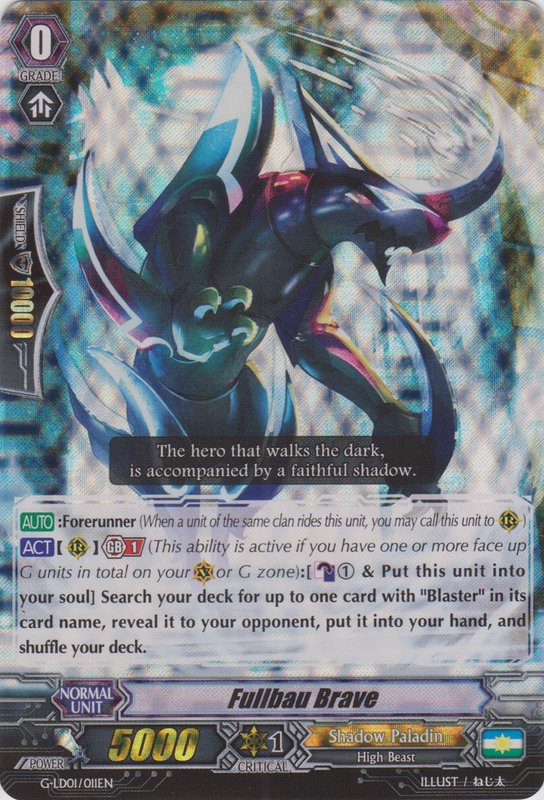 0
GRADE
SHIELD
10000
The hero that walks the dark,
is accompanied by a faithful shadow.
AUTO :Forerunner (When a unit of the same clan rides this unit, you may call this unit to R )
ACT [ R ] GB 1 (This ability is active if you have one or more face up
G units in total on your V or G zone):[ ① & Put this unit into
your soul] Search your deck for up to one card with "Blaster" in its
card name, reveal it to your opponent, put it into your hand, and
shuffle your deck.
NORMAL
UNIT
Fullbau Brave
POWER
5000
1
CRITICAL
Shadow Paladin
High Beast
G-LD01/011EN
ILLUST / ねじ太